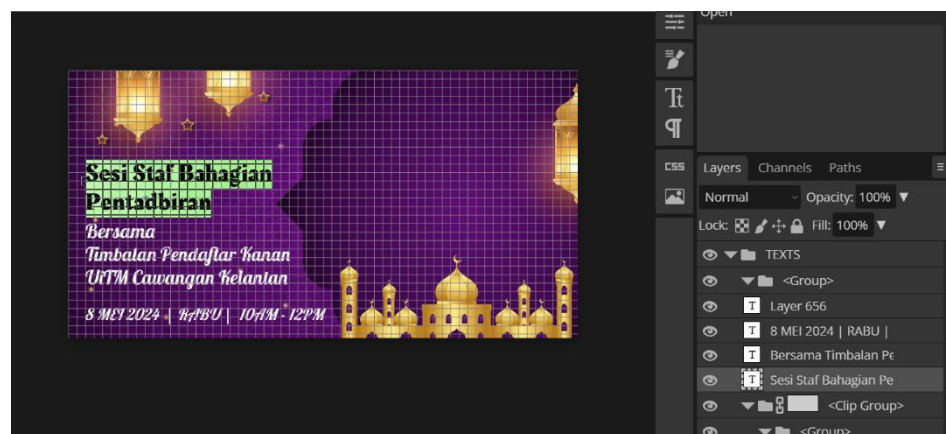 Open
Tt
¶
CSS
Layers Channels Paths
Normal Opacity: 100%
Lock: Fill: 100%
TEXTS
<Group>
T Layer 656
T 8 MEI 2024 | RABU |
T Bersama Timbalan Pe
T Sesi Staf Bahagian Pe
<Clip Group>
<Group>
Sesi Staf Bahagian
Pentadbiran
Bersama
Timbalan Pendaftar Kanan
UiTM Cawangan Kelantan
8 MEI 2024 | RABU | 10AM - 12PM